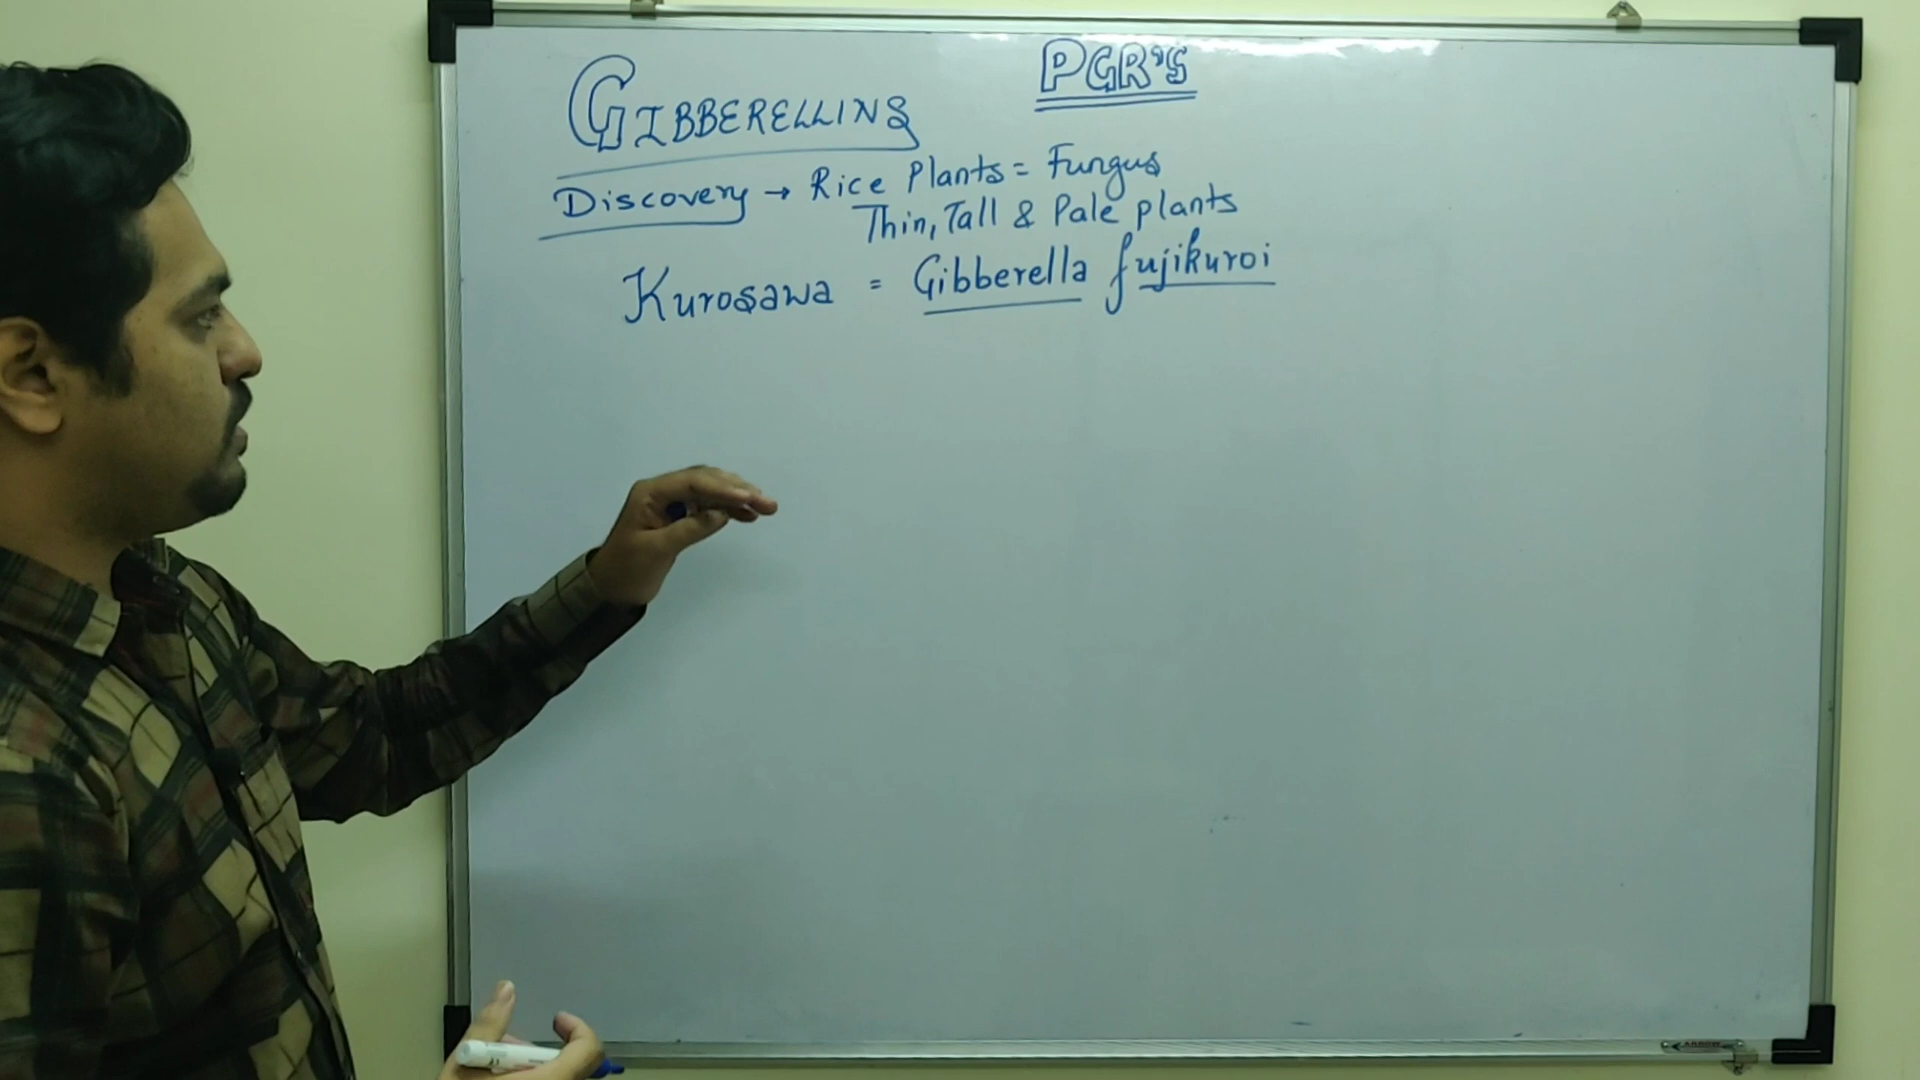 PGR'S
GIBBERELLINS
Discovery → Rice Plants = Fungus
Thin, Tall & Pale plants
Kurosawa = Gibberella fujikuroi